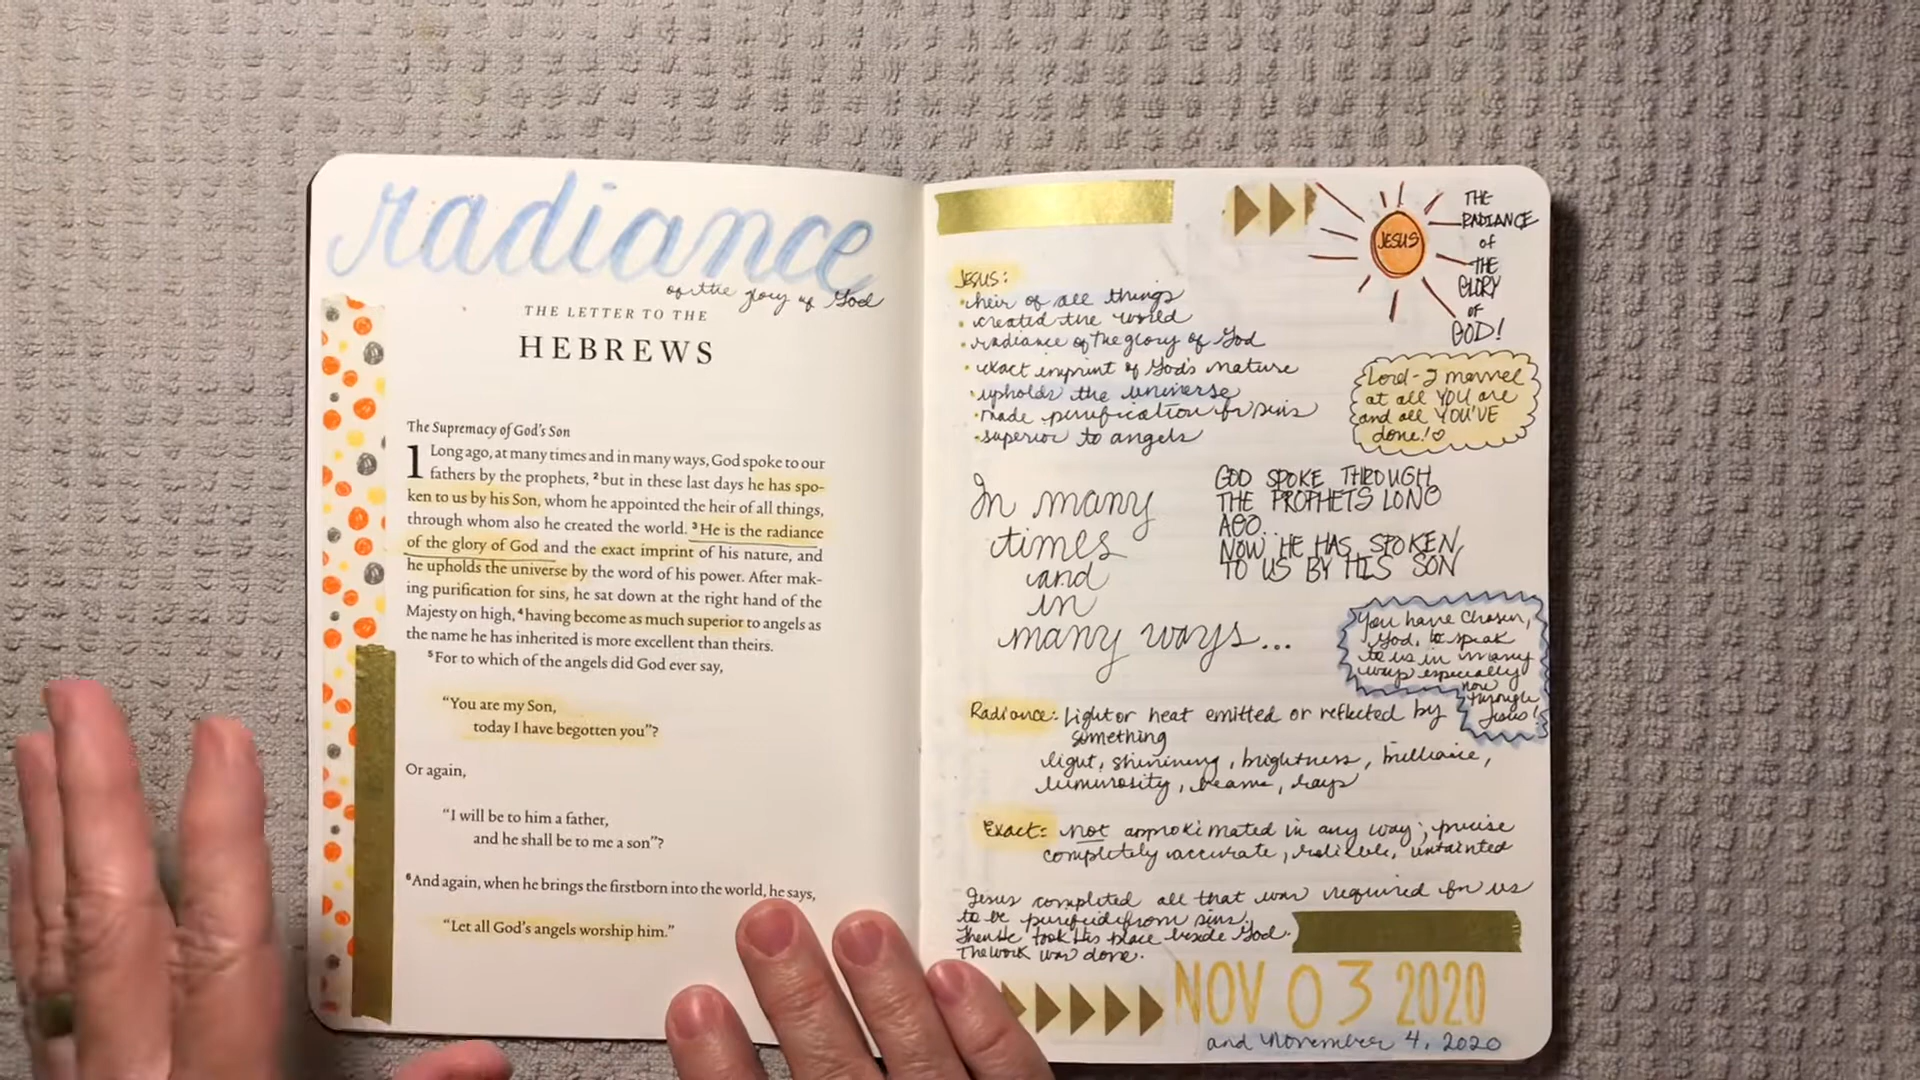 radiance
of the glory of God
THE LETTER TO THE
HEBREWS
The Supremacy of God's Son
1 Long ago, at many times and in many ways, God spoke to our
fathers by the prophets, 2 but in these last days he has spo-
ken to us by his Son, whom he appointed the heir of all things,
through whom also he created the world. 3 He is the radiance
of the glory of God and the exact imprint of his nature, and
he upholds the universe by the word of his power. After mak-
ing purification for sins, he sat down at the right hand of the
Majesty on high, 4 having become as much superior to angels as
the name he has inherited is more excellent than theirs.
5 For to which of the angels did God ever say,
“You are my Son,
today I have begotten you”?
Or again,
“I will be to him a father,
and he shall be to me a son”?
6 And again, when he brings the firstborn into the world, he says,
“Let all God's angels worship him.”
JESUS
THE
RADIANCE
of
THE
GLORY
of
GOD!
JESUS:
• heir of all things
• created the world
• radiance of the glory of God
• exact imprint of God's nature
• upholds the universe
• made purification for sins
• superior to angels
Lord - I marvel
at all YOU are
and all YOU'VE
done!♡
In many
times
and
in
many ways...
GOD SPOKE THROUGH
THE PROPHETS LONG
AGO...
NOW HE HAS SPOKEN
TO US BY HIS SON
You have chosen,
God, to speak
to us in many
ways especially
now
through
Jesus!
Radiance: Light or heat emitted or reflected by
something
light, shinining, brightness, brilliance,
luminosity, beams, rays
Exact: not approximated in any way; precise
completely accurate, reliable, untainted
Jesus completed all that was required for us
to be purified from sins.
Then He took His place beside God.
The work was done.
NOV 03 2020
and November 4, 2020